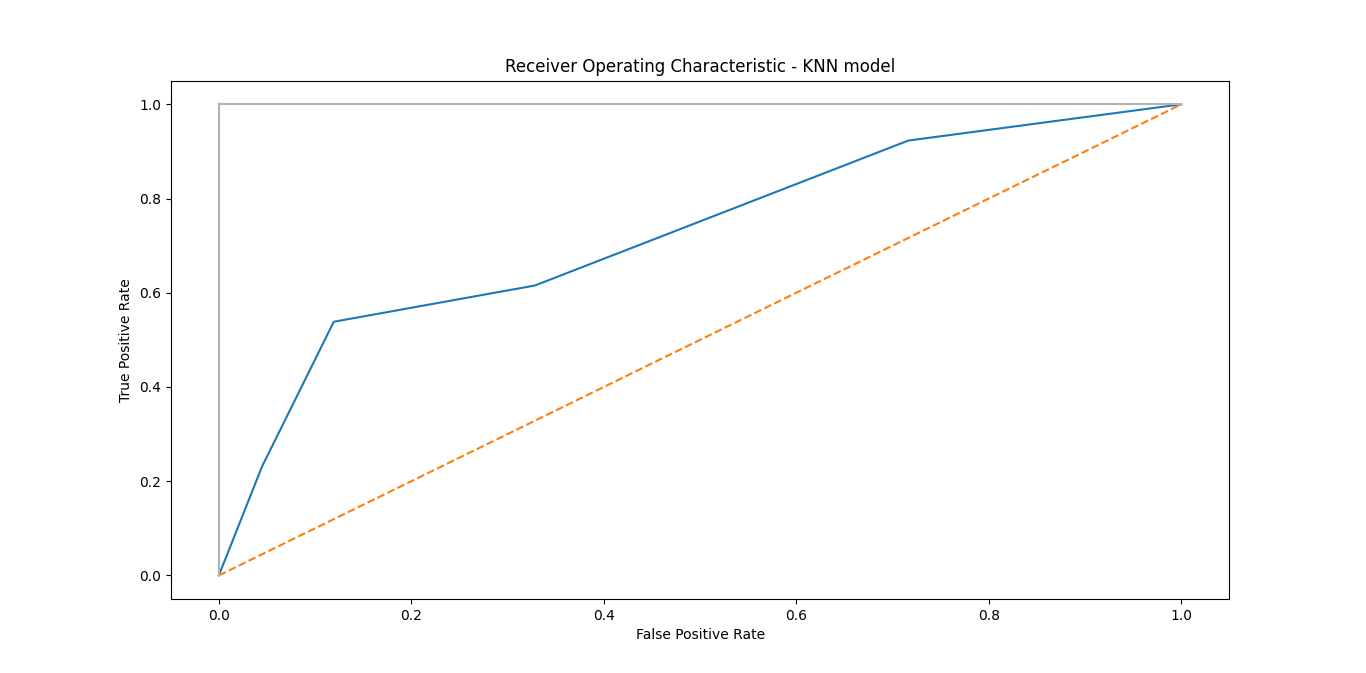 Receiver Operating Characteristic - KNN model
1.0
0.8
0.6
0.4
0.2
0.0
True Positive Rate
0.0 0.2 0.4 0.6 0.8 1.0
False Positive Rate